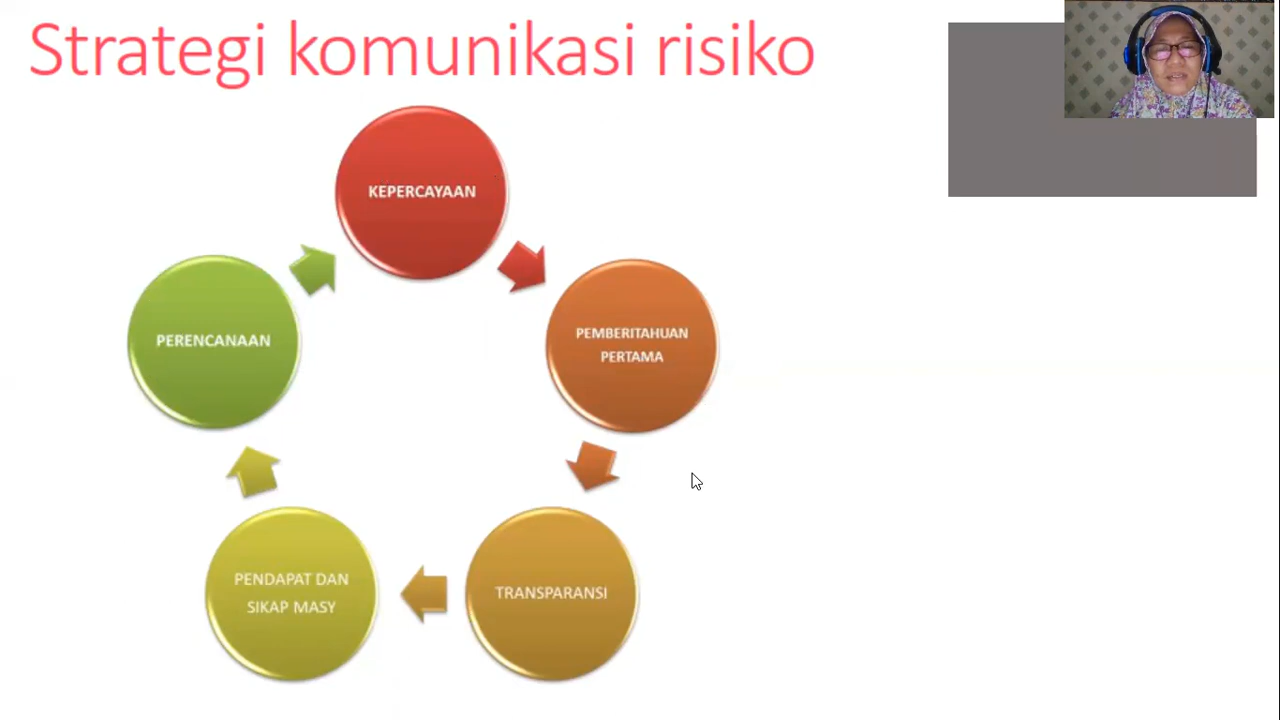 Strategi komunikasi risiko
KEPERCAYAAN
PEMBERITAHUAN
PERTAMA
TRANSPARANSI
PENDAPAT DAN
SIKAP MASY
PERENCANAAN